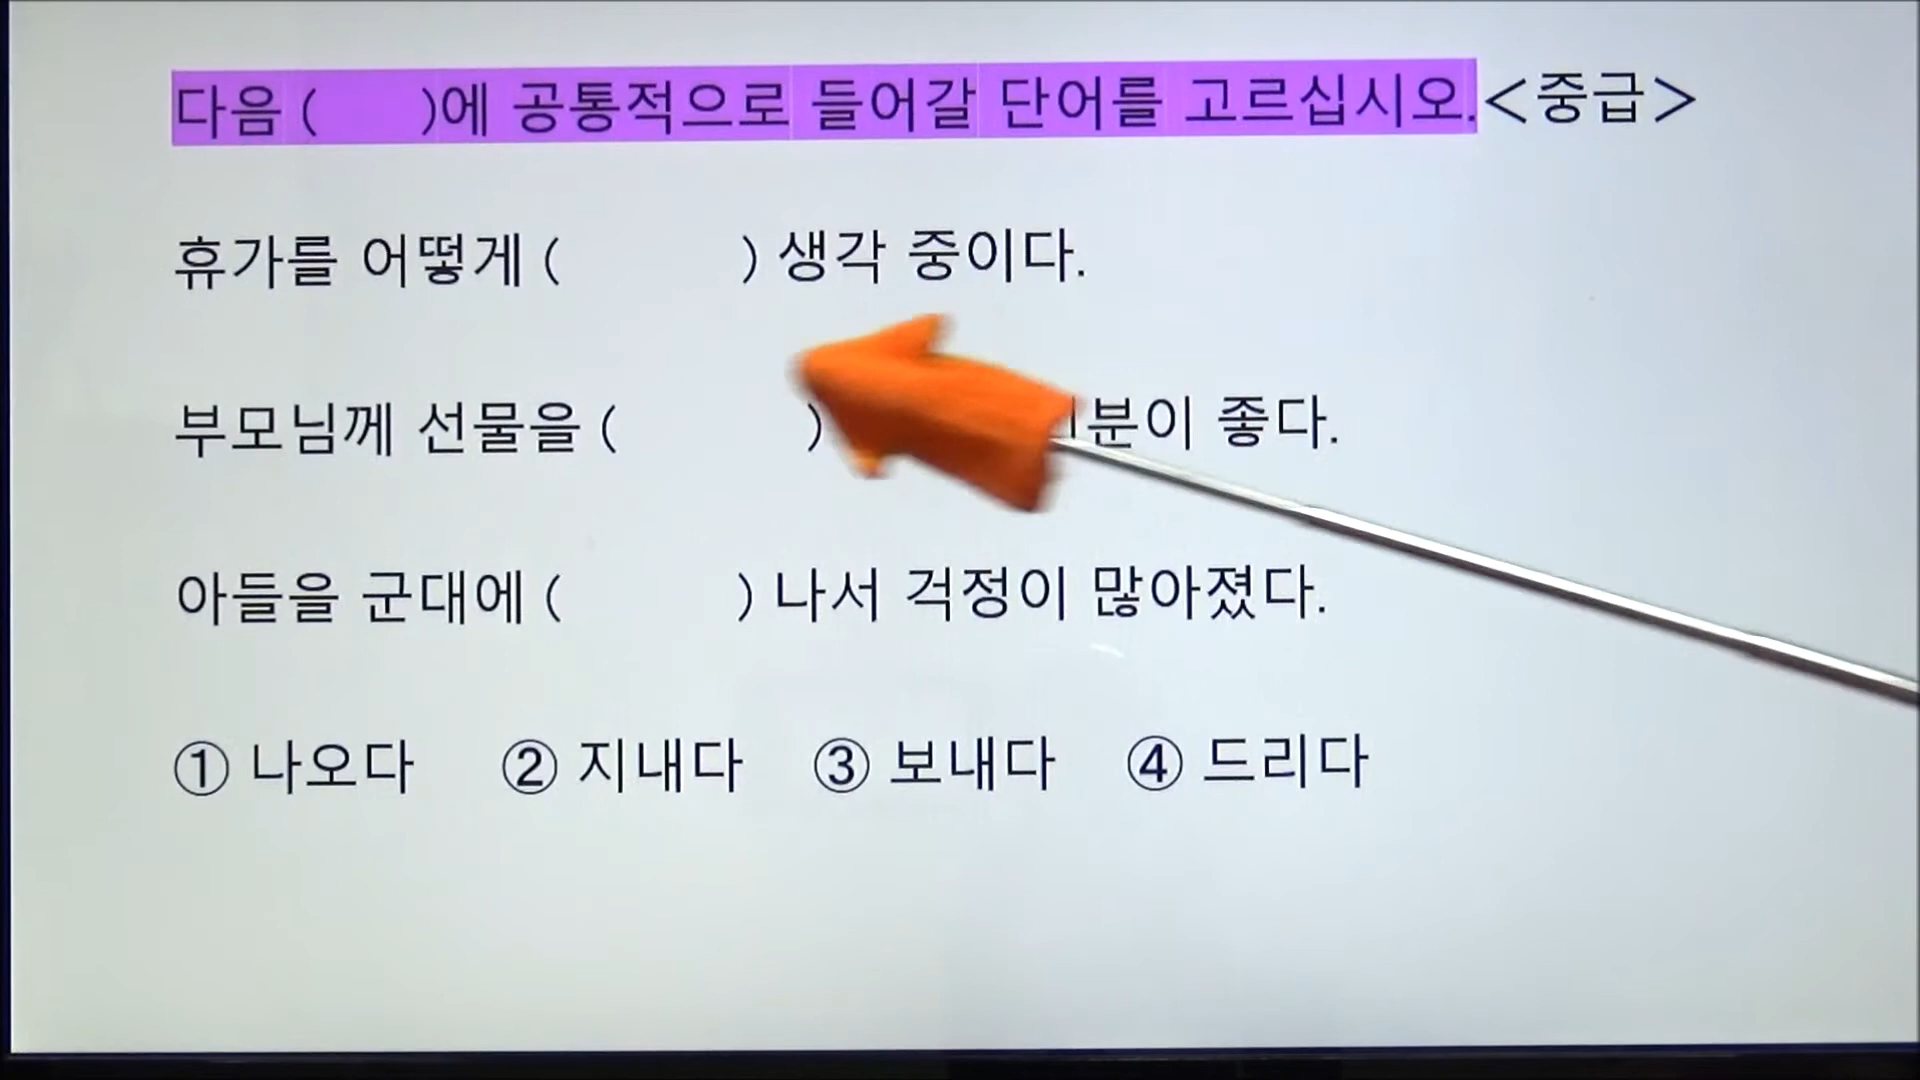 다음 (      )에 공통적으로 들어갈 단어를 고르십시오.<중급>
휴가를 어떻게 (      ) 생각 중이다.
부모님께 선물을 (      ) 좋다.
아들을 군대에 (      ) 나서 걱정이 많아졌다.
① 나오다 ② 지내다 ③ 보내다 ④ 드리다